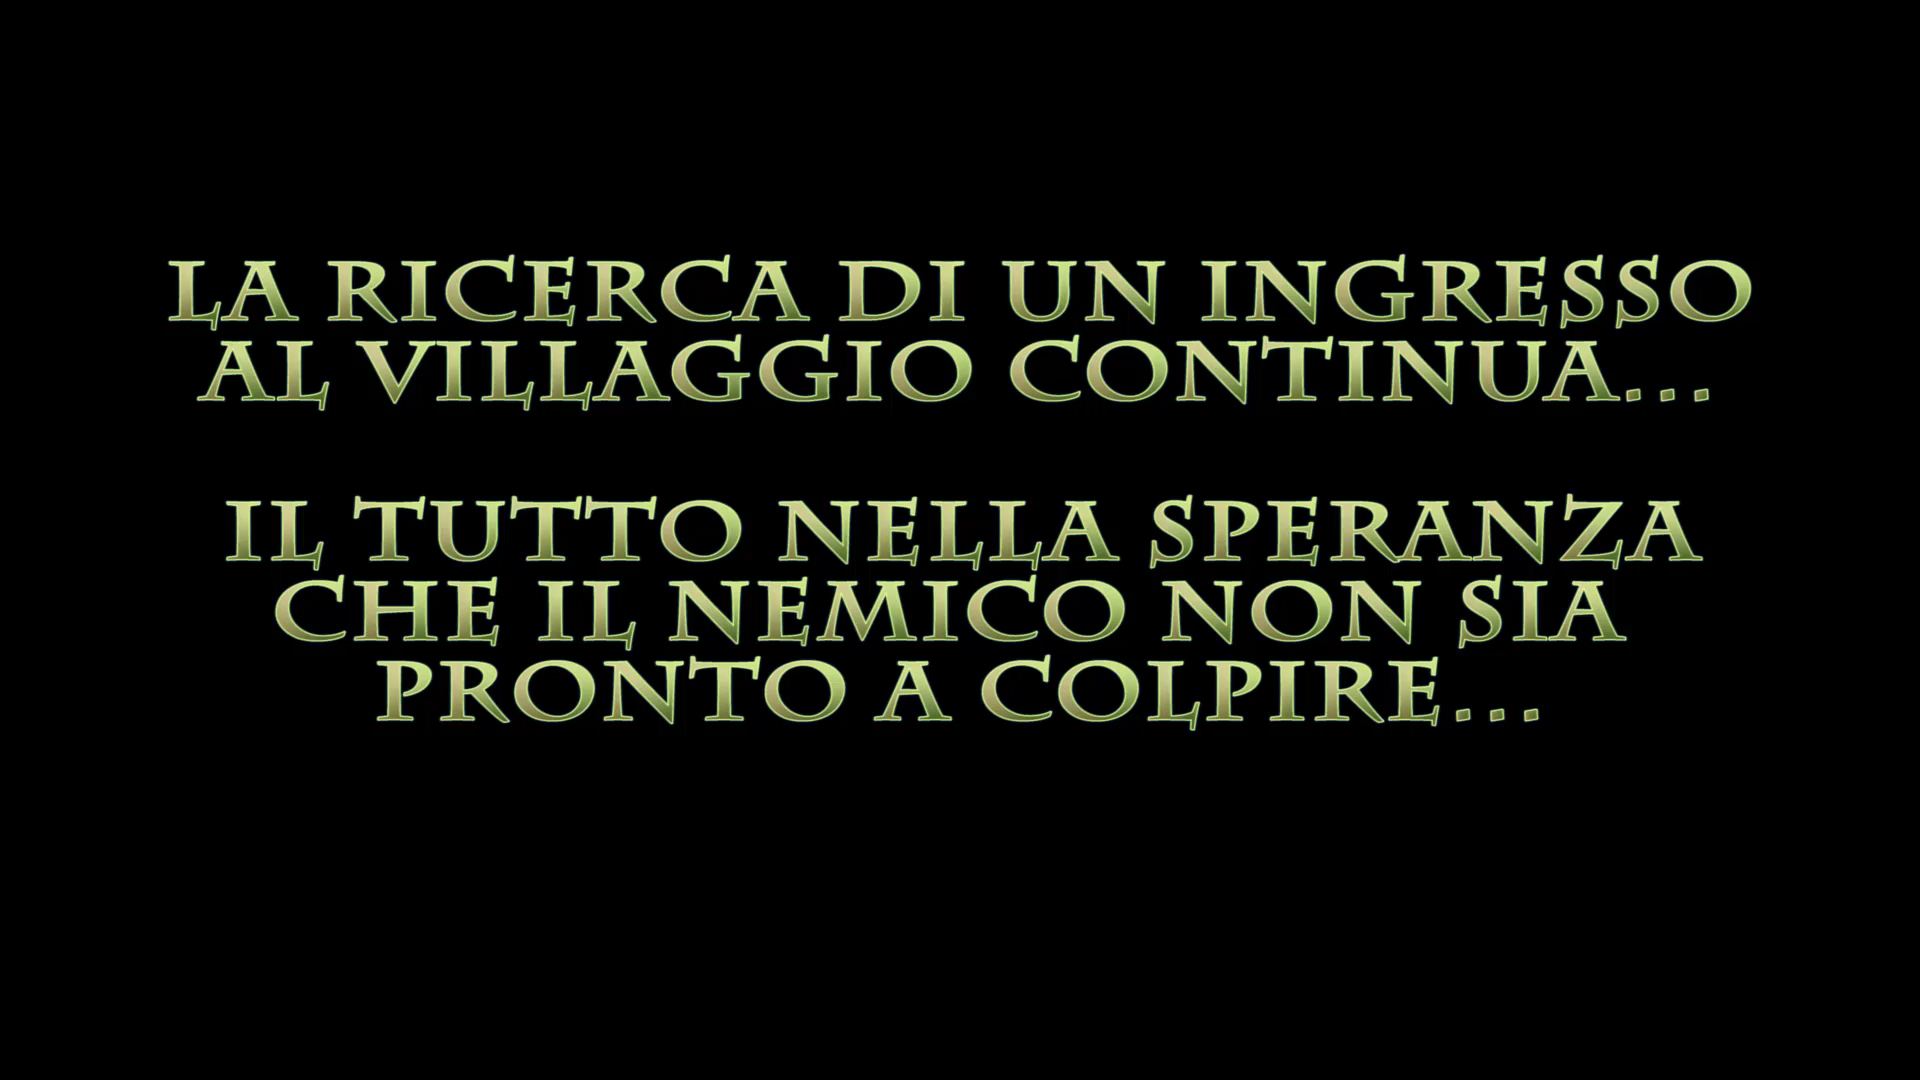 LA RICERCA DI UN INGRESSO
AL VILLAGGIO CONTINUA...
IL TUTTO NELLA SPERANZA
CHE IL NEMICO NON SIA
PRONTO A COLPIRE...